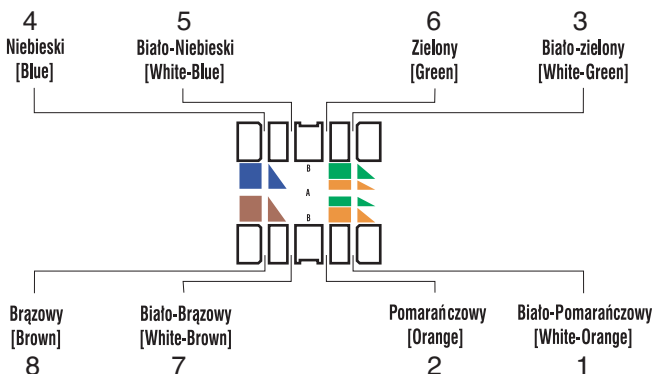 4
Niebieski
[Blue]
5
Biało-Niebieski
[White-Blue]
6
Zielony
[Green]
3
Biało-zielony
[White-Green]
B
A
B
Brązowy
[Brown]
8
Biało-Brązowy
[White-Brown]
7
Pomarańczowy
[Orange]
2
Biało-Pomarańczowy
[White-Orange]
1